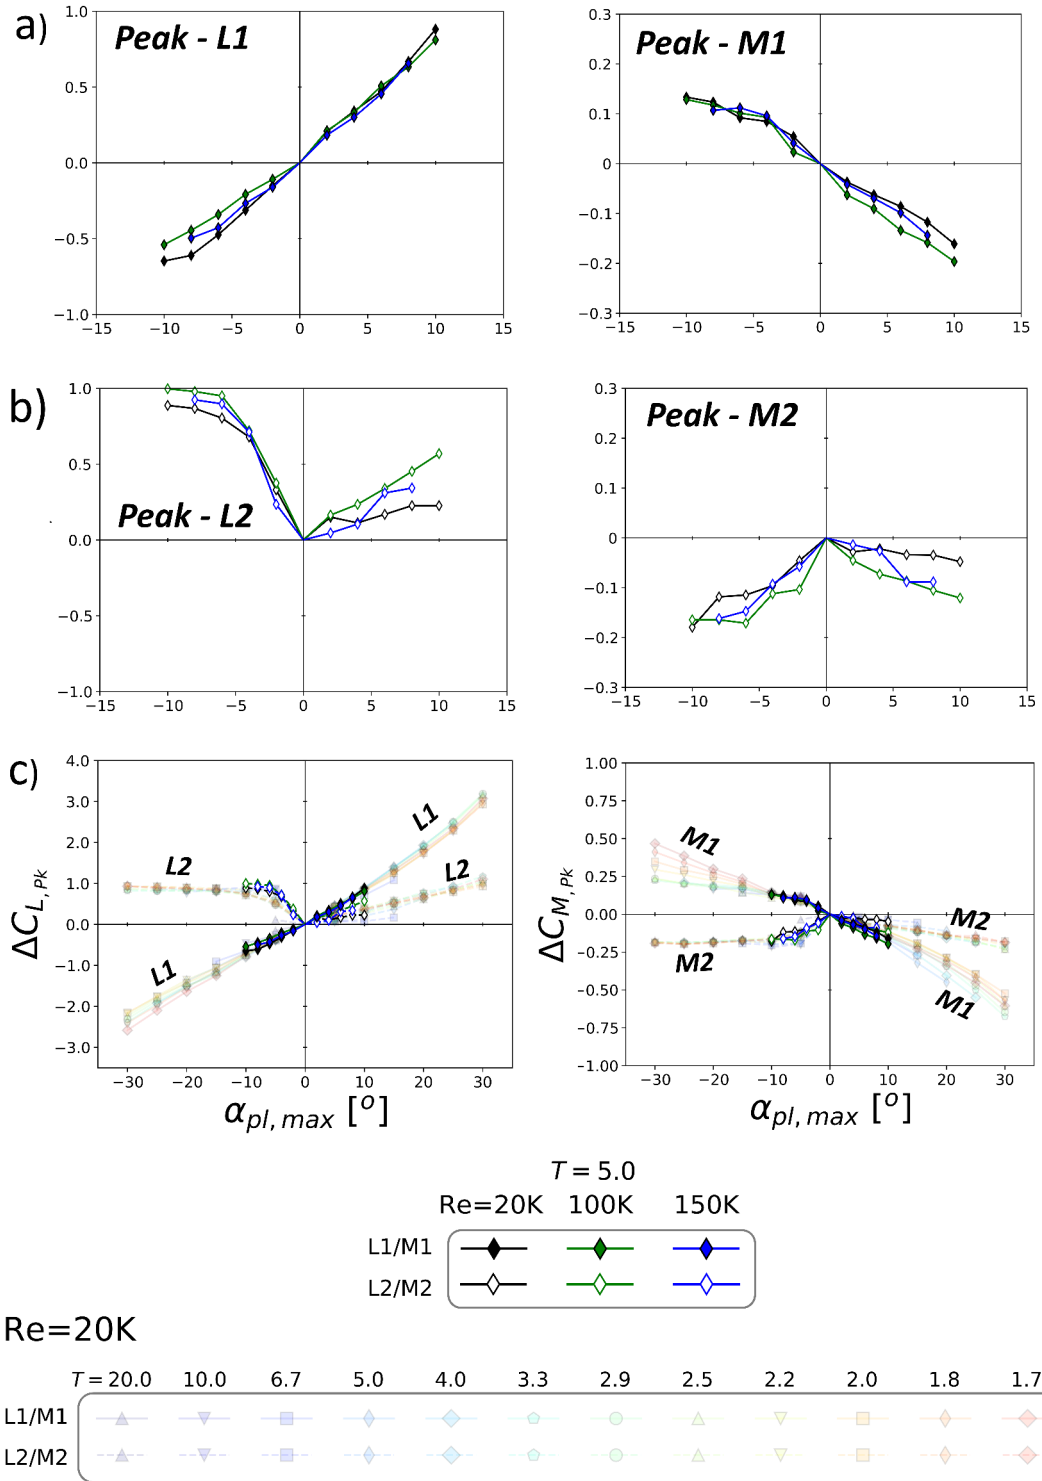 a)
Peak - L1
1.0
0.5
0.0
−0.5
−1.0
−15 −10 −5 0 5 10 15
Peak - M1
0.3
0.2
0.1
0
−0.1
−0.2
−0.3
−15 −10 −5 0 5 10 15
b)
Peak - L2
1.0
0.5
0.0
−0.5
−1.0
−15 −10 −5 0 5 10 15
Peak - M2
0.3
0.2
0.1
0
−0.1
−0.2
−0.3
−15 −10 −5 0 5 10 15
c)
4.0
3.0
2.0
1.0
0.0
−1.0
−2.0
−3.0
ΔC_{L,Pk}
L1
L2
L2
L1
−30 −20 −10 0 10 20 30
α_{pl,max} [°]
1.00
0.75
0.50
0.25
0.00
−0.25
−0.50
−0.75
−1.00
ΔC_{M,Pk}
M1
M2
M2
M1
−30 −20 −10 0 10 20 30
α_{pl,max} [°]
T = 5.0
Re=20K 100K 150K
L1/M1
L2/M2
Re=20K
T = 20.0 10.0 6.7 5.0 4.0 3.3 2.9 2.5 2.2 2.0 1.8 1.7
L1/M1
L2/M2